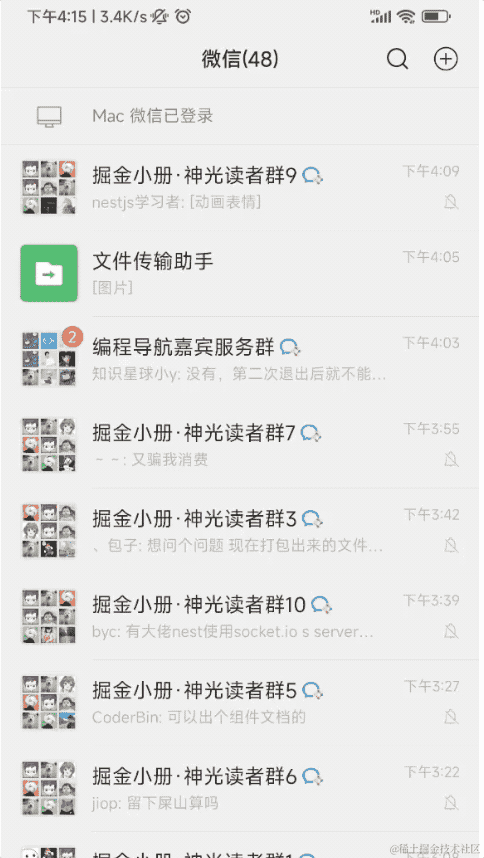 下午4:15 | 3.4K/s
HD
微信(48)
Mac 微信已登录
掘金小册·神光读者群9
下午4:09
nestjs学习者: [动画表情]
文件传输助手
下午4:05
[图片]
2
编程导航嘉宾服务群
下午4:03
知识星球小y: 没有，第二次退出后就不能...
掘金小册·神光读者群7
下午3:55
－－: 又骗我消费
掘金小册·神光读者群3
下午3:42
、包子: 想问个问题 现在打包出来的文件...
掘金小册·神光读者群10
下午3:39
byc: 有大佬nest使用socket.io s server...
掘金小册·神光读者群5
下午3:27
CoderBin: 可以出个组件文档的
掘金小册·神光读者群6
下午3:22
jiop: 留下屎山算吗
@稀土掘金技术社区